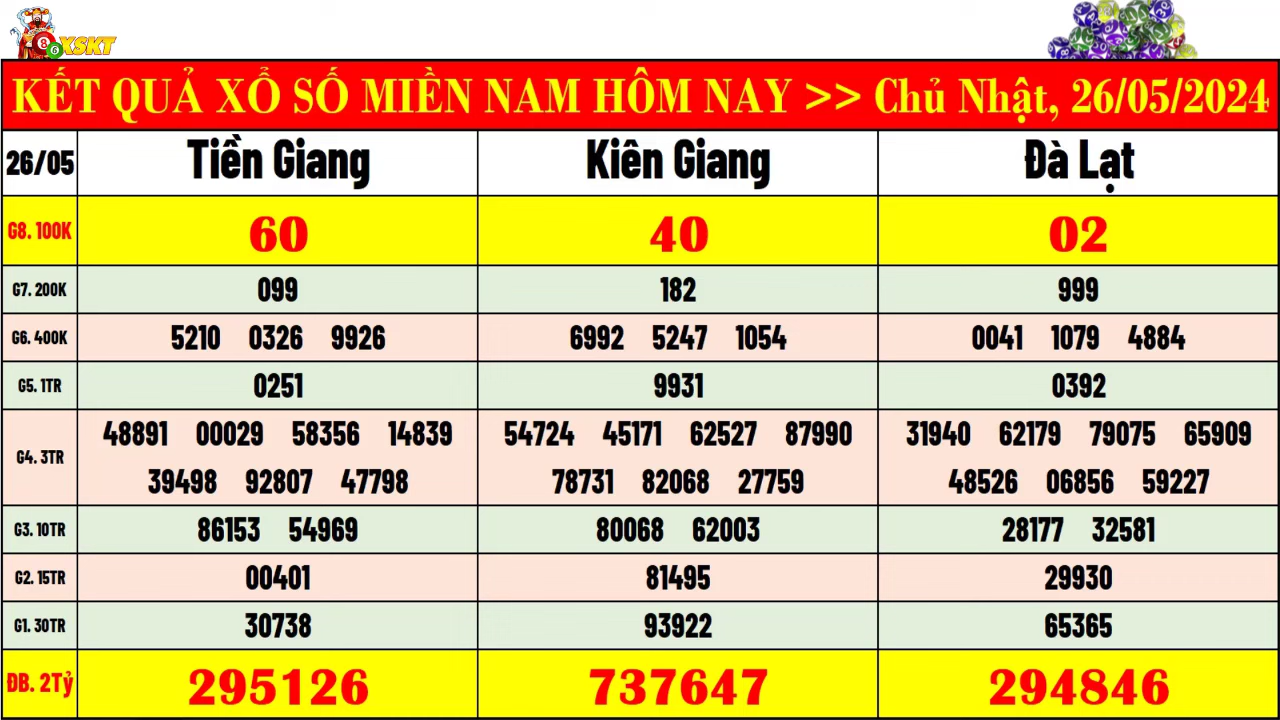 XSKT
KẾT QUẢ XỔ SỐ MIỀN NAM HÔM NAY >> Chủ Nhật, 26/05/2024
26/05 Tiền Giang Kiên Giang Đà Lạt
G8. 100K 60 40 02
G7. 200K 099 182 999
G6. 400K 5210 0326 9926 6992 5247 1054 0041 1079 4884
G5. 1TR 0251 9931 0392
G4. 3TR 48891 00029 58356 14839 54724 45171 62527 87990 31940 62179 79075 65909
39498 92807 47798 78731 82068 27759 48526 06856 59227
G3. 10TR 86153 54969 80068 62003 28177 32581
G2. 15TR 00401 81495 29930
G1. 30TR 30738 93922 65365
ĐB. 2Tỷ 295126 737647 294846